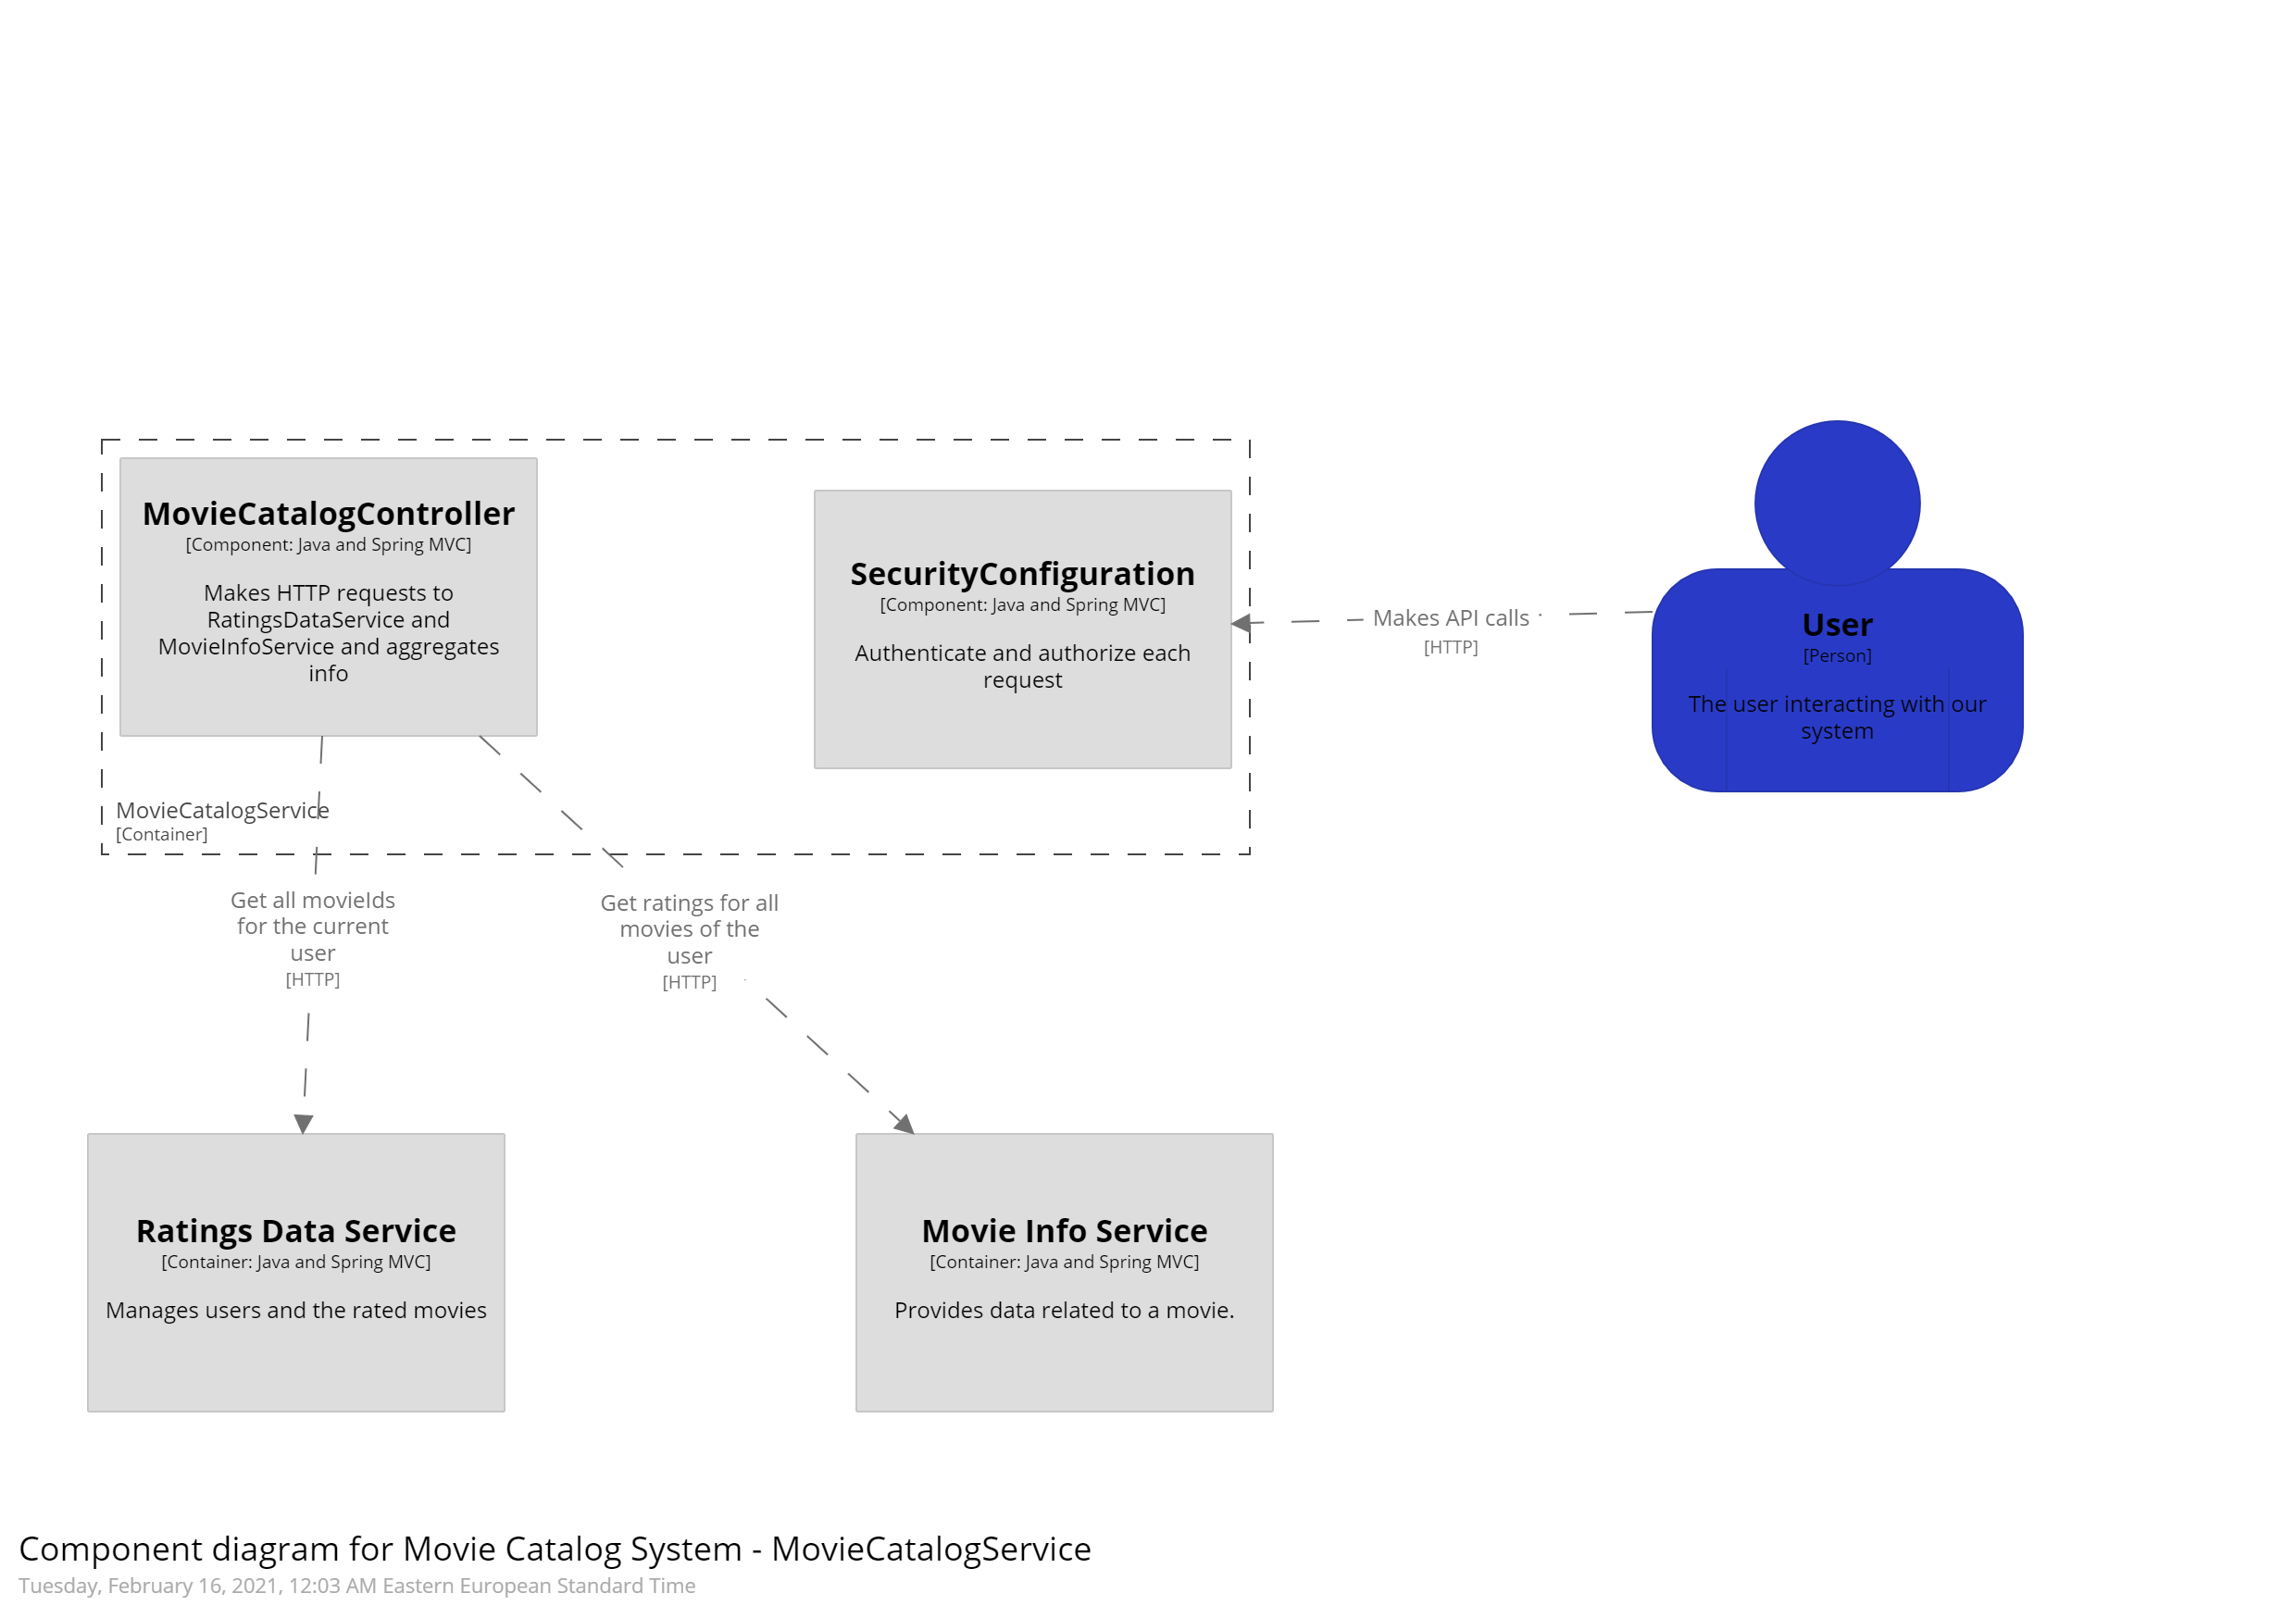 MovieCatalogController
[Component: Java and Spring MVC]
Makes HTTP requests to
RatingsDataService and
MovieInfoService and aggregates
info
SecurityConfiguration
[Component: Java and Spring MVC]
Authenticate and authorize each
request
Makes API calls
[HTTP]
User
[Person]
The user interacting with our
system
MovieCatalogService
[Container]
Get all movieIds
for the current
user
[HTTP]
Get ratings for all
movies of the
user
[HTTP]
Ratings Data Service
[Container: Java and Spring MVC]
Manages users and the rated movies
Movie Info Service
[Container: Java and Spring MVC]
Provides data related to a movie.
Component diagram for Movie Catalog System - MovieCatalogService
Tuesday, February 16, 2021, 12:03 AM Eastern European Standard Time